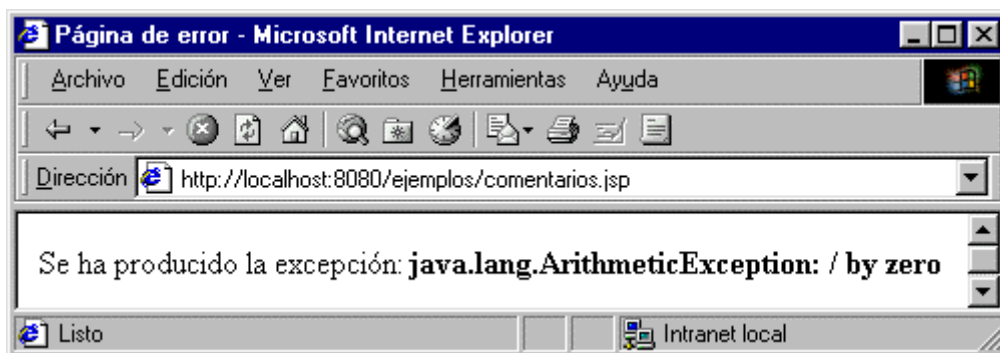 Página de error - Microsoft Internet Explorer
Archivo Edición Ver Favoritos Herramientas Ayuda
Dirección http://localhost:8080/ejemplos/comentarios.jsp
Se ha producido la excepción: java.lang.ArithmeticException: / by zero
Listo Intranet local